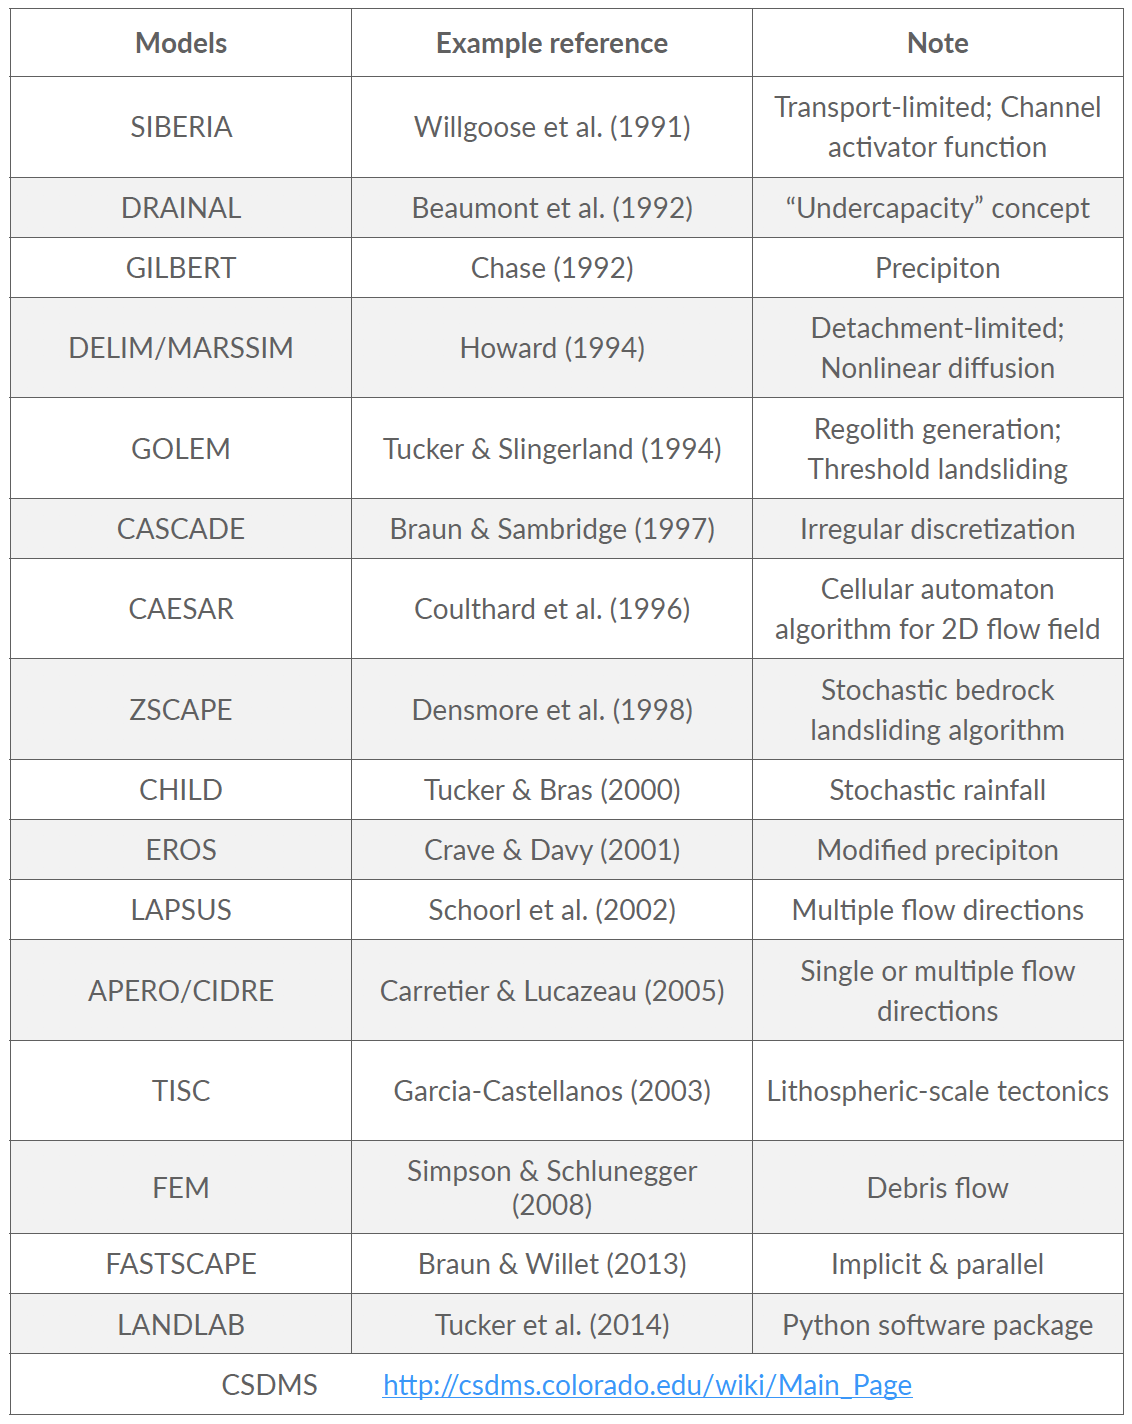 Models Example reference Note
SIBERIA Willgoose et al. (1991) Transport-limited; Channel
activator function
DRAINAL Beaumont et al. (1992) “Undercapacity” concept
GILBERT Chase (1992) Precipiton
DELIM/MARSSIM Howard (1994) Detachment-limited;
Nonlinear diffusion
GOLEM Tucker & Slingerland (1994) Regolith generation;
Threshold landsliding
CASCADE Braun & Sambridge (1997) Irregular discretization
CAESAR Coulthard et al. (1996) Cellular automaton
algorithm for 2D flow field
ZSCAPE Densmore et al. (1998) Stochastic bedrock
landsliding algorithm
CHILD Tucker & Bras (2000) Stochastic rainfall
EROS Crave & Davy (2001) Modified precipiton
LAPSUS Schoorl et al. (2002) Multiple flow directions
APERO/CIDRE Carretier & Lucazeau (2005) Single or multiple flow
directions
TISC Garcia-Castellanos (2003) Lithospheric-scale tectonics
FEM Simpson & Schlunegger
(2008) Debris flow
FASTSCAPE Braun & Willet (2013) Implicit & parallel
LANDLAB Tucker et al. (2014) Python software package
CSDMS http://csdms.colorado.edu/wiki/Main_Page